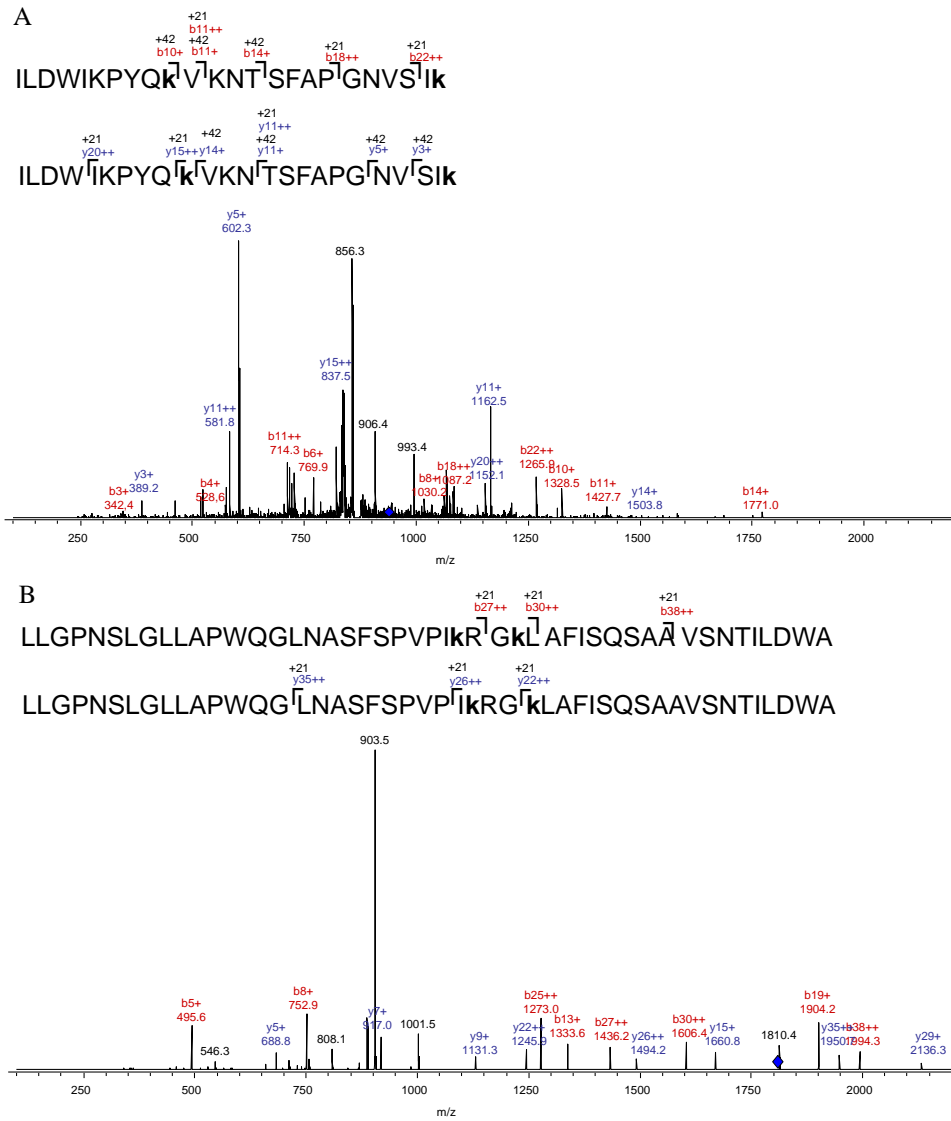 A
+21
b11++
+42 +42 +42 +21 +21
b10+ b11+ b14+ b18++ b22++
ILDWIKPYQkVKNTSFAPGNVSIk
+21
+21 +21 +42 y11++ +42 +42
y20++ y15++ y14+ +42 y5+ y3+
y11+
ILDWIKPYQkVKNTSFAPGNVSIk
y5+
602.3
856.3
y15++
837.5
y11+
1162.5
y11++
581.8
906.4
b11++
714.3
b6+
769.9
993.4
b18++
1087.2
y20++
1152.1
b22++
1265.9
b10+
1328.5
y3+
389.2
b4+
528.6
b8+
1030.2
b3+
342.4
b11+
1427.7
y14+
1503.8
b14+
1771.0
250 500 750 1000 1250 1500 1750 2000
m/z
B
+21 +21 +21
b27++ b30++ b38++
LLGPNSLGLLAPWQGLNASFSPVPIkRGkLAFISQSAAVSNTILDWA
+21 +21 +21
y35++ y26++ y22++
LLGPNSLGLLAPWQGLNASFSPVPIkRGkLAFISQSAAVSNTILDWA
903.5
b5+
495.6
546.3
y5+
688.8
b8+
752.9
808.1
y7+
917.0
1001.5
y9+
1131.3
y22++
1245.9
b25++
1273.0
b13+
1333.6
b27++
1436.2
y26++
1494.2
b30++
1606.4
y15+
1660.8
1810.4
b19+
1904.2
y35++
1950.7
b38++
1994.3
y29+
2136.3
250 500 750 1000 1250 1500 1750 2000
m/z